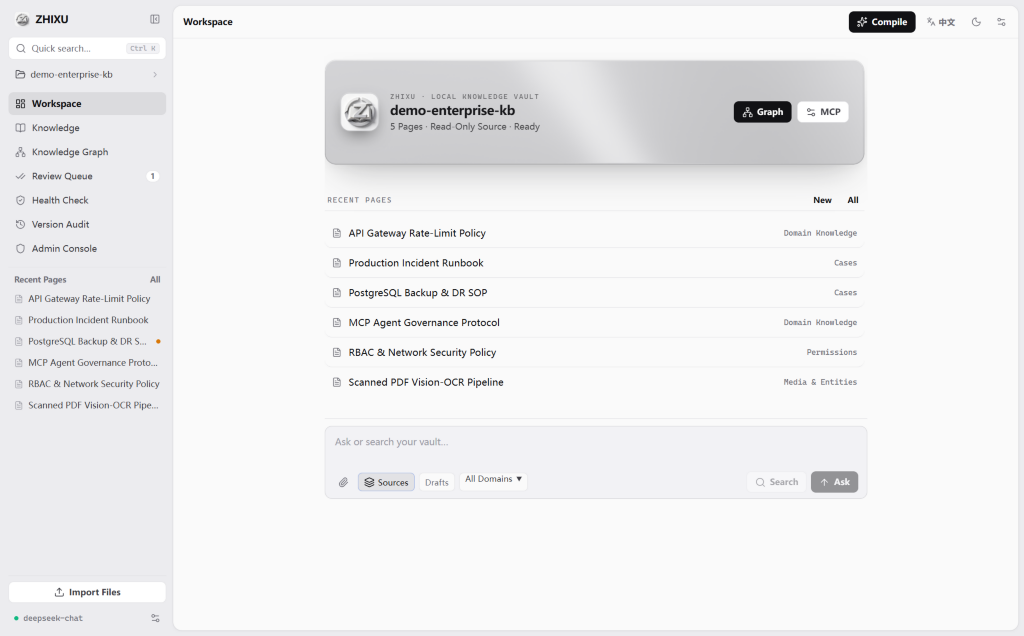 ZHIXU
Quick search... Ctrl K
demo-enterprise-kb
Workspace
Knowledge
Knowledge Graph
Review Queue 1
Health Check
Version Audit
Admin Console
Recent Pages All
API Gateway Rate-Limit Policy
Production Incident Runbook
PostgreSQL Backup & DR S...
MCP Agent Governance Proto...
RBAC & Network Security Policy
Scanned PDF Vision-OCR Pipe...
Import Files
deepseek-chat
Workspace
Compile 中文
ZHIXU · LOCAL KNOWLEDGE VAULT
demo-enterprise-kb
5 Pages · Read-Only Source · Ready
Graph MCP
RECENT PAGES New All
API Gateway Rate-Limit Policy Domain Knowledge
Production Incident Runbook Cases
PostgreSQL Backup & DR SOP Cases
MCP Agent Governance Protocol Domain Knowledge
RBAC & Network Security Policy Permissions
Scanned PDF Vision-OCR Pipeline Media & Entities
Ask or search your vault...
Sources Drafts All Domains ▼ Search Ask